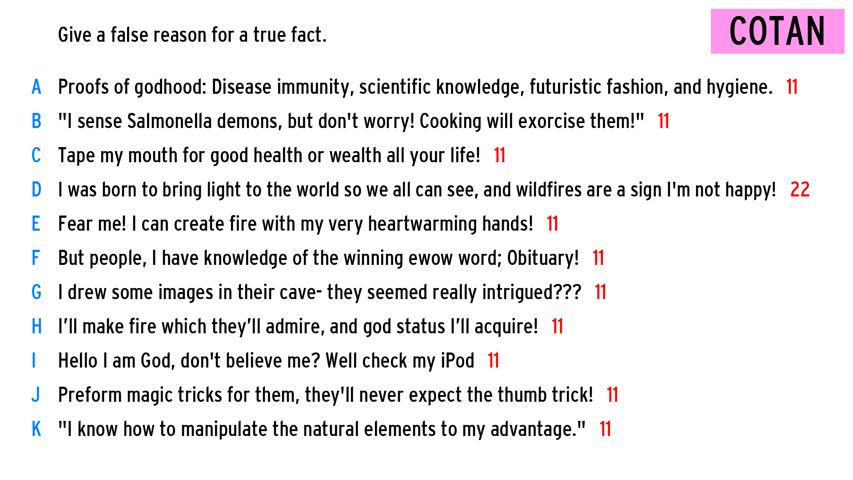 Give a false reason for a true fact.
COTAN
A Proofs of godhood: Disease immunity, scientific knowledge, futuristic fashion, and hygiene. 11
B "I sense Salmonella demons, but don't worry! Cooking will exorcise them!" 11
C Tape my mouth for good health or wealth all your life! 11
D I was born to bring light to the world so we all can see, and wildfires are a sign I'm not happy! 22
E Fear me! I can create fire with my very heartwarming hands! 11
F But people, I have knowledge of the winning ewow word; Obituary! 11
G I drew some images in their cave- they seemed really intrigued??? 11
H I'll make fire which they'll admire, and god status I'll acquire! 11
I Hello I am God, don't believe me? Well check my iPod 11
J Preform magic tricks for them, they'll never expect the thumb trick! 11
K "I know how to manipulate the natural elements to my advantage." 11